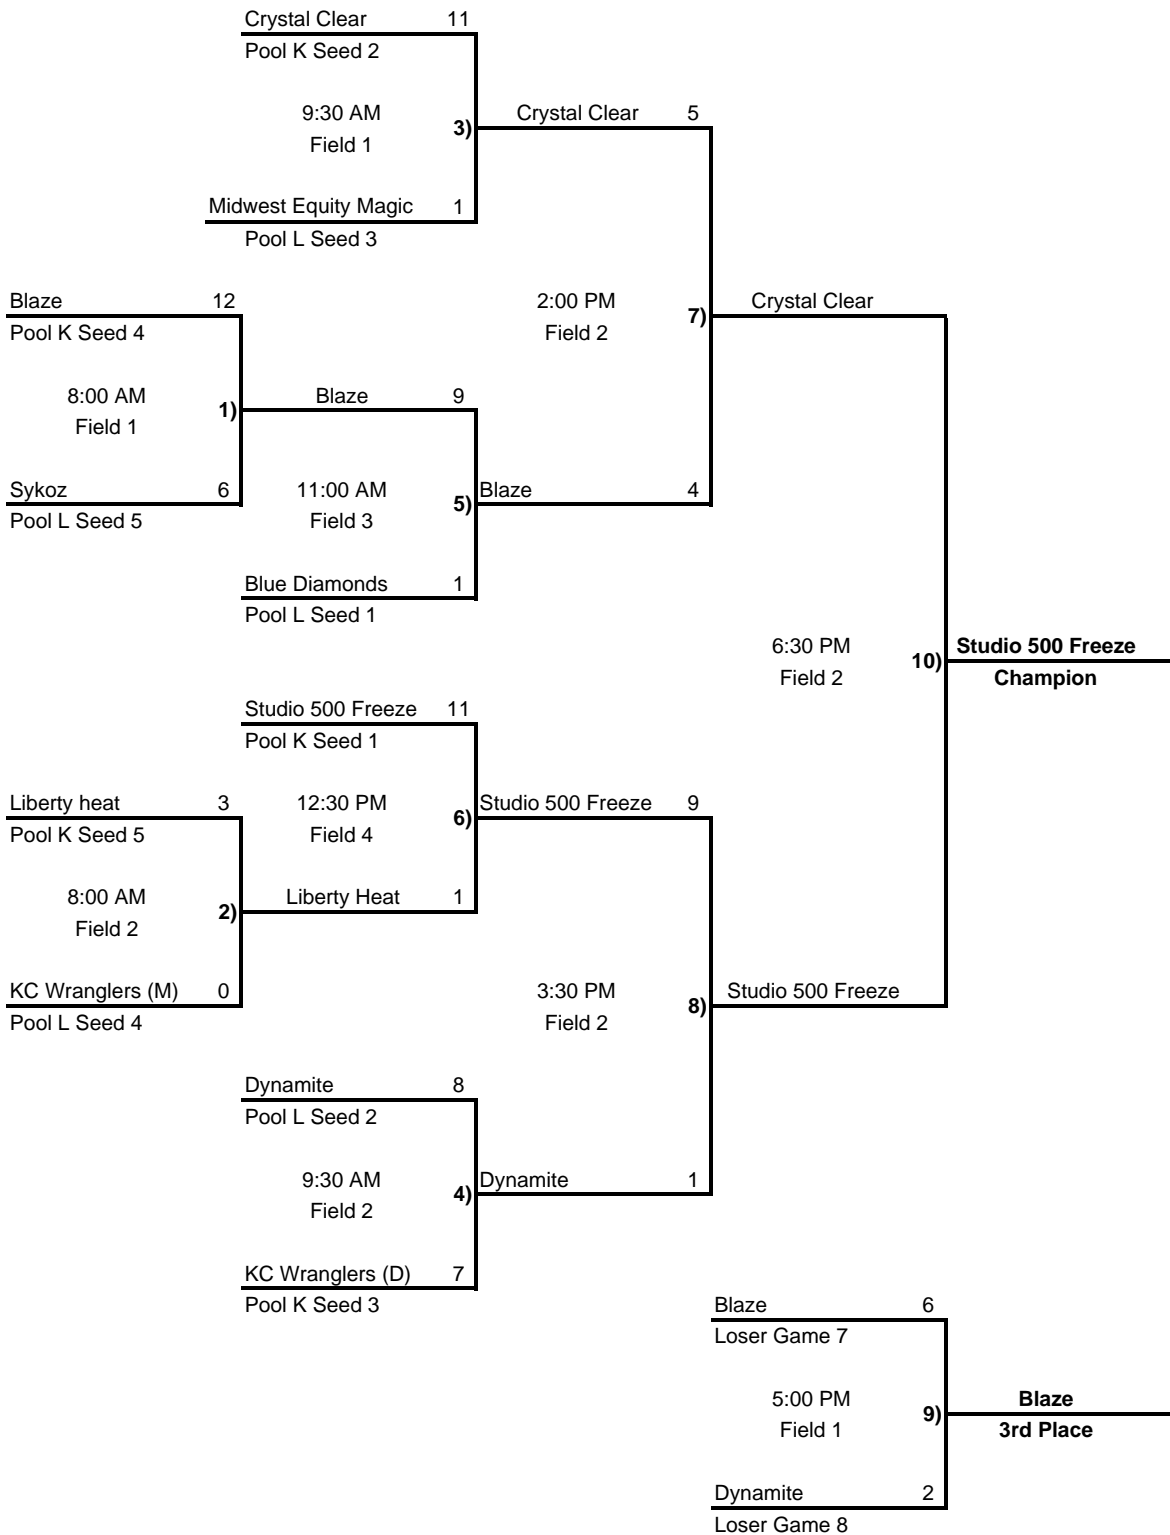 Crystal Clear 11
Pool K Seed 2
9:30 AM
3) Crystal Clear 5
Field 1
Midwest Equity Magic 1
Pool L Seed 3
Blaze 12
2:00 PM
7) Crystal Clear
Pool K Seed 4
Field 2
8:00 AM
1) Blaze 9
Field 1
Sykoz 6
11:00 AM
5) Blaze 4
Pool L Seed 5
Field 3
Blue Diamonds 1
Pool L Seed 1
6:30 PM
10) Studio 500 Freeze
Field 2
Champion
Studio 500 Freeze 11
Pool K Seed 1
Liberty heat 3
12:30 PM
6) Studio 500 Freeze 9
Pool K Seed 5
Field 4
8:00 AM
2) Liberty Heat 1
Field 2
KC Wranglers (M) 0
3:30 PM
8) Studio 500 Freeze
Pool L Seed 4
Field 2
Dynamite 8
Pool L Seed 2
9:30 AM
4) Dynamite 1
Field 2
KC Wranglers (D) 7
Pool K Seed 3
Blaze 6
Loser Game 7
5:00 PM
9) Blaze
Field 1
3rd Place
Dynamite 2
Loser Game 8